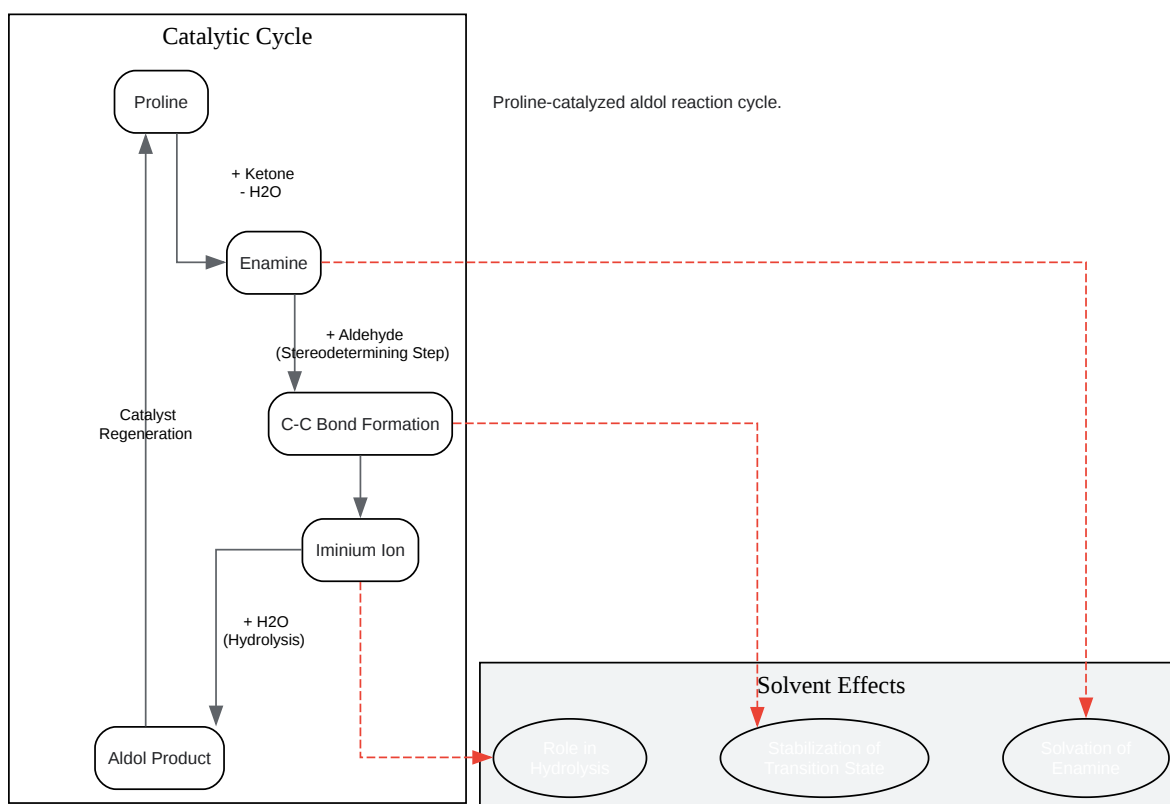 Catalytic Cycle
Proline
Proline-catalyzed aldol reaction cycle.
+ Ketone
- H2O
Enamine
+ Aldehyde
(Stereodetermining Step)
Catalyst
Regeneration
C-C Bond Formation
Iminium Ion
+ H2O
(Hydrolysis)
Aldol Product
Solvent Effects
Role in
Hydrolysis
Stabilization of
Transition State
Solvation of
Enamine